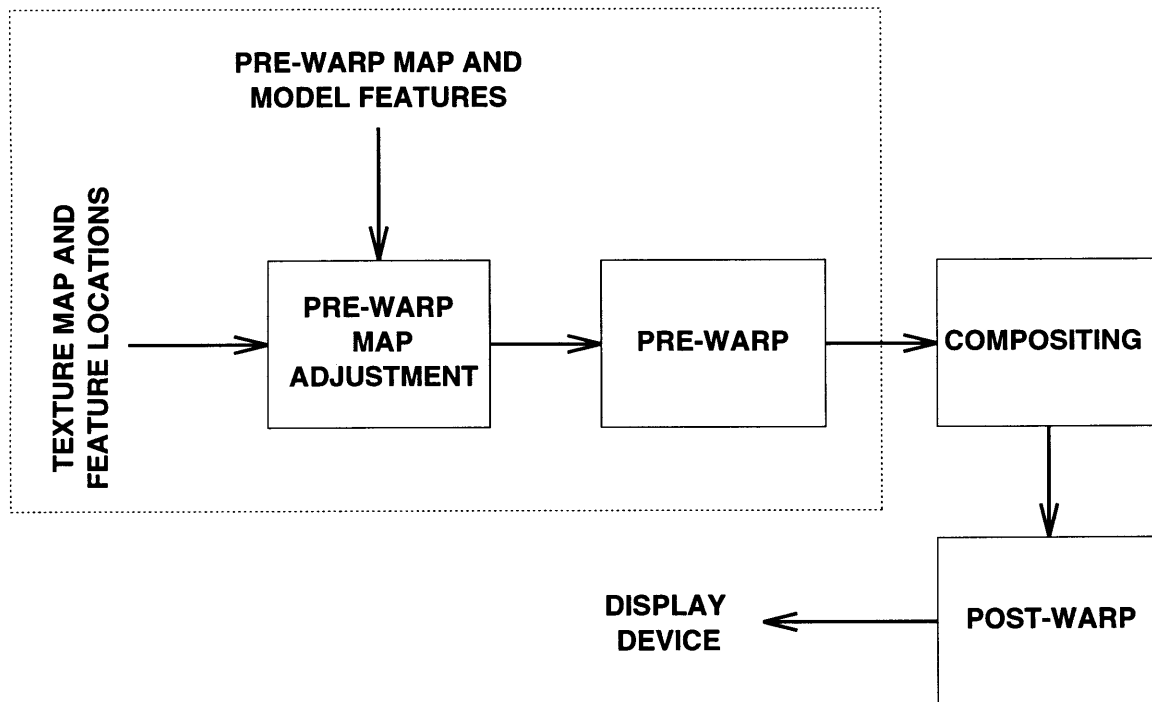 PRE-WARP MAP AND
MODEL FEATURES
TEXTURE MAP AND
FEATURE LOCATIONS
PRE-WARP
MAP
ADJUSTMENT
PRE-WARP
COMPOSITING
DISPLAY
DEVICE
POST-WARP